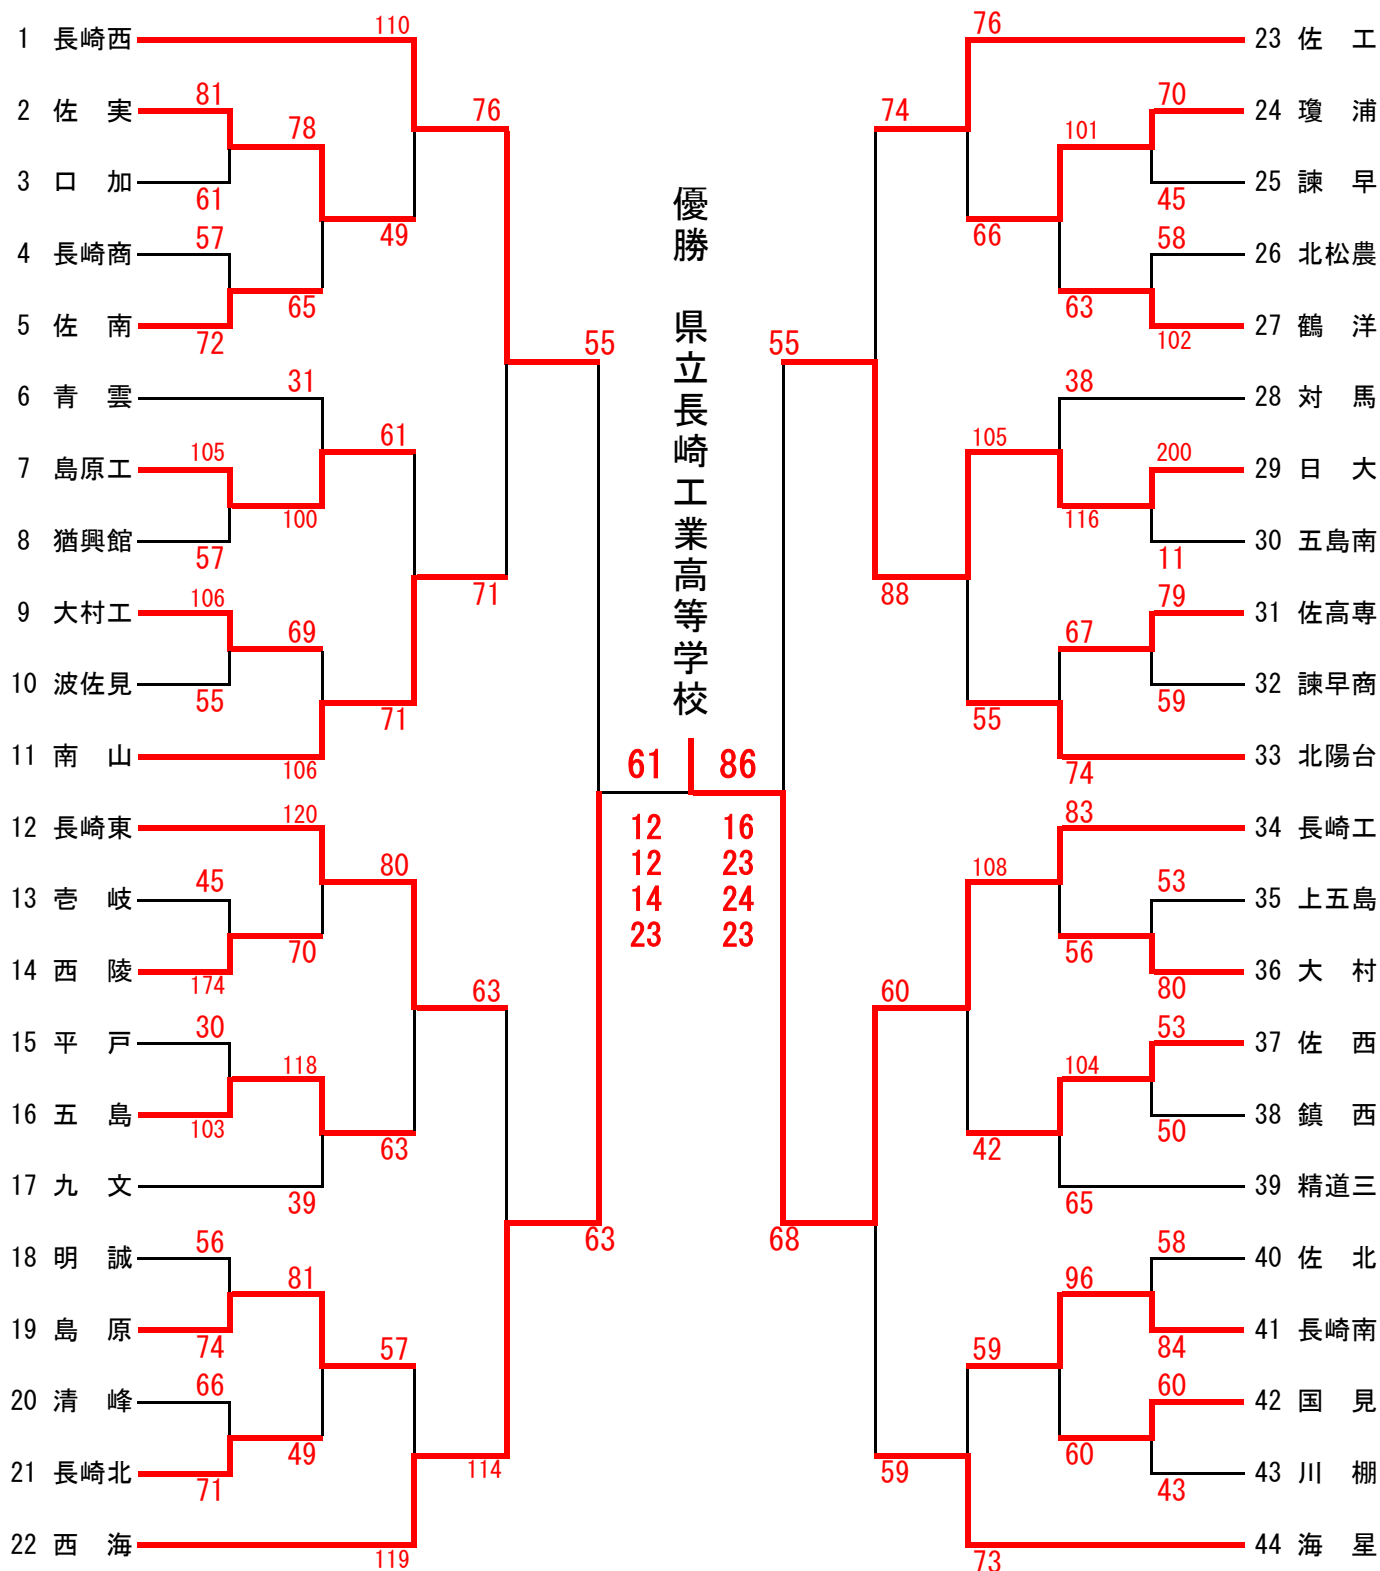 1 長崎西
2 佐　実
3 口　加
4 長崎商
5 佐　南
6 青　雲
7 島原工
8 猶興館
9 大村工
10 波佐見
11 南　山
12 長崎東
13 壱　岐
14 西　陵
15 平　戸
16 五　島
17 九　文
18 明　誠
19 島　原
20 清　峰
21 長崎北
22 西　海
110
81
61
57
72
78
65
49
76
31
105
57
100
61
106
55
69
106
71
71
55
120
45
174
70
80
30
103
118
39
63
63
56
74
81
66
71
49
57
119
114
63
優勝　県立長崎工業高等学校
61 86
12 16
12 23
14 24
23 23
55
74
76
101
70
45
66
58
102
63
38
200
11
116
105
88
79
59
67
74
55
68
60
83
108
53
80
56
53
50
104
65
42
58
84
96
60
43
60
59
73
59
23 佐　工
24 瓊　浦
25 諫　早
26 北松農
27 鶴　洋
28 対　馬
29 日　大
30 五島南
31 佐高専
32 諫早商
33 北陽台
34 長崎工
35 上五島
36 大　村
37 佐　西
38 鎮　西
39 精道三
40 佐　北
41 長崎南
42 国　見
43 川　棚
44 海　星